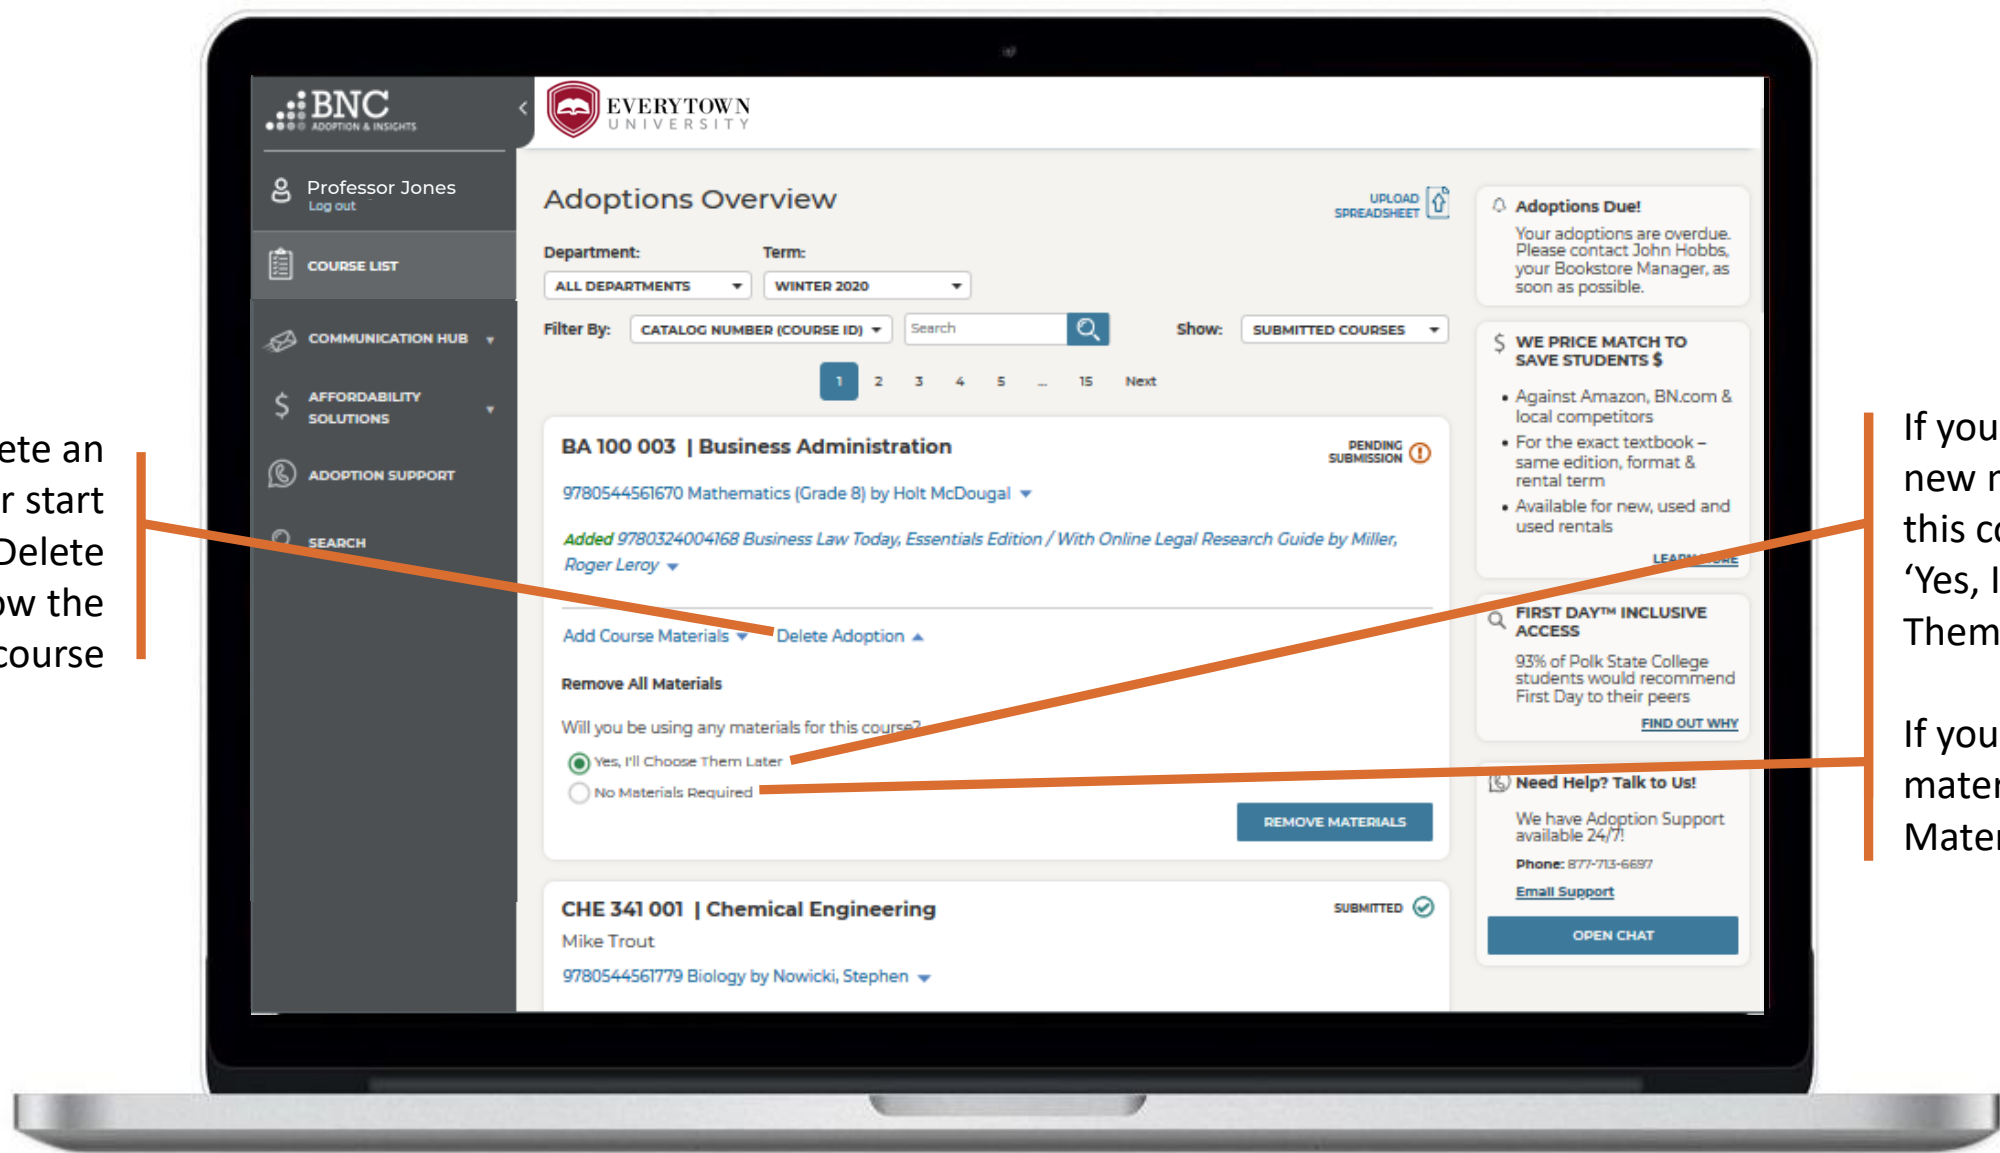 BNC
ADOPTION & INSIGHTS
EVERYTOWN
UNIVERSITY
Professor Jones
Log out
COURSE LIST
COMMUNICATION HUB
AFFORDABILITY
SOLUTIONS
ADOPTION SUPPORT
SEARCH
Adoptions Overview
UPLOAD
SPREADSHEET
Department:
Term:
ALL DEPARTMENTS
WINTER 2020
Filter By:
CATALOG NUMBER (COURSE ID)
Search
Show:
SUBMITTED COURSES
1 2 3 4 5 ... 15 Next
BA 100 003 | Business Administration
PENDING
SUBMISSION
9780544561670 Mathematics (Grade 8) by Holt McDougal
Added 9780324004168 Business Law Today, Essentials Edition / With Online Legal Research Guide by Miller,
Roger Leroy
Add Course Materials
Delete Adoption
Remove All Materials
Will you be using any materials for this course?
Yes, I'll Choose Them Later
No Materials Required
REMOVE MATERIALS
CHE 341 001 | Chemical Engineering
SUBMITTED
Mike Trout
9780544561779 Biology by Nowicki, Stephen
Adoptions Due!
Your adoptions are overdue.
Please contact John Hobbs,
your Bookstore Manager, as
soon as possible.
$ WE PRICE MATCH TO
SAVE STUDENTS $
• Against Amazon, BN.com &
local competitors
• For the exact textbook –
same edition, format &
rental term
• Available for new, used and
used rentals
LEARN MORE
FIRST DAY™ INCLUSIVE
ACCESS
93% of Polk State College
students would recommend
First Day to their peers
FIND OUT WHY
Need Help? Talk to Us!
We have Adoption Support
available 24/7!
Phone: 877-713-6697
Email Support
OPEN CHAT
ete an
r start
Delete
ow the
course
If you
new
this
‘Yes, I
Them
If you